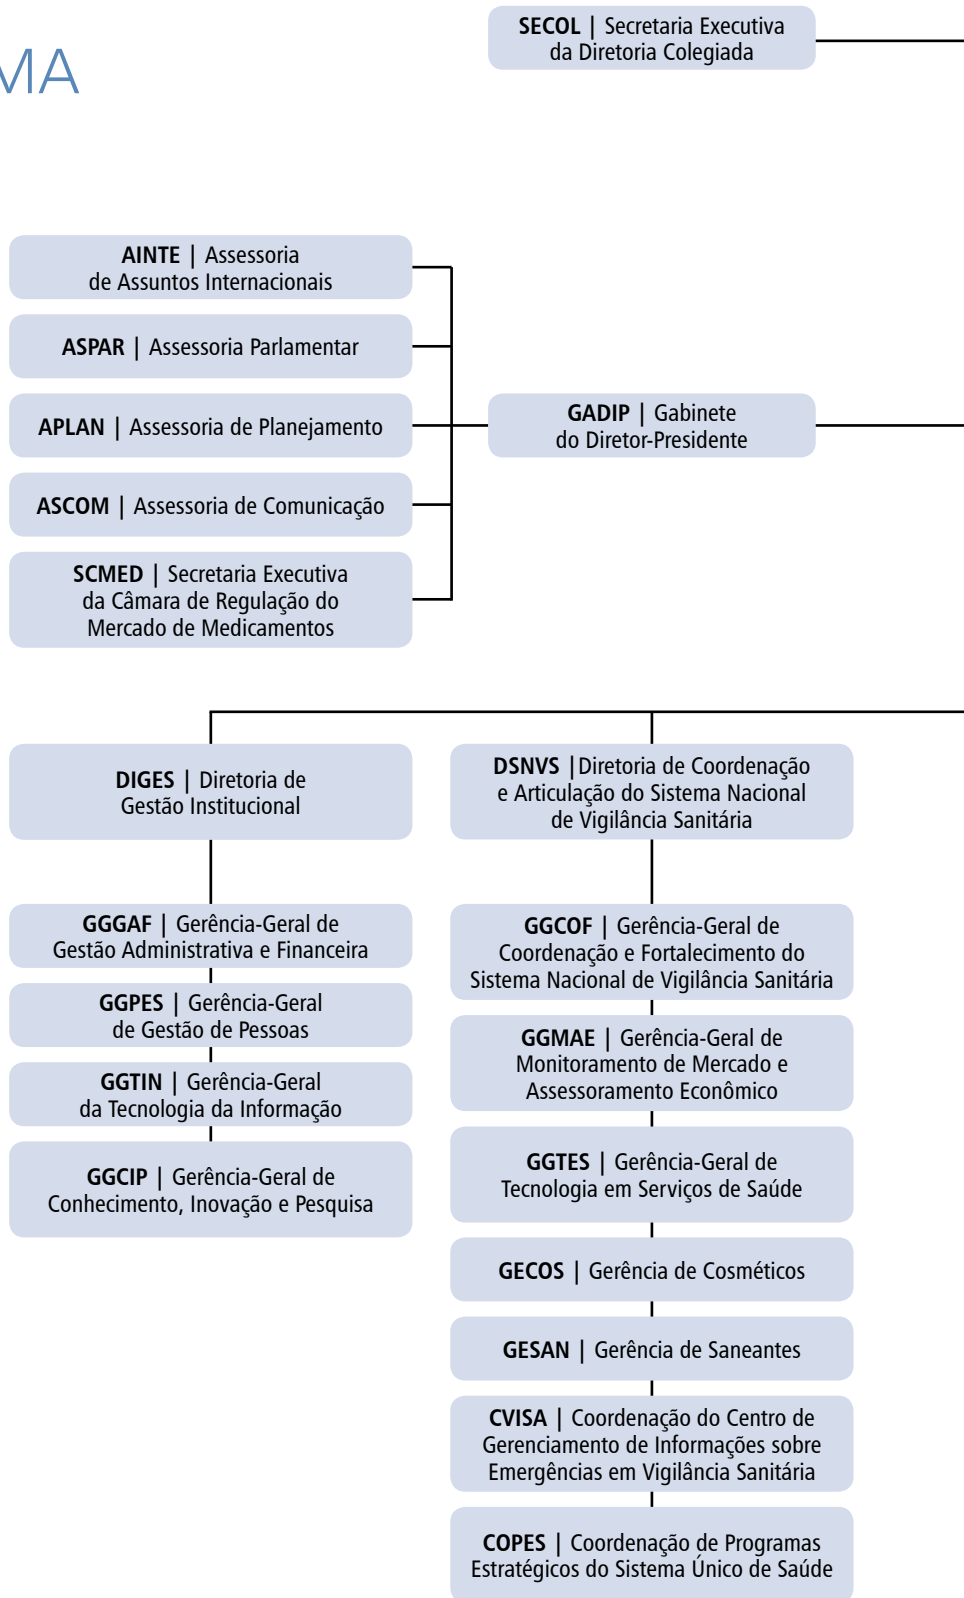 SECOL | Secretaria Executiva
da Diretoria Colegiada
MA
AINTE | Assessoria
de Assuntos Internacionais
ASPAR | Assessoria Parlamentar
APLAN | Assessoria de Planejamento
ASCOM | Assessoria de Comunicação
SCMED | Secretaria Executiva
da Câmara de Regulação do
Mercado de Medicamentos
GADIP | Gabinete
do Diretor-Presidente
DIGES | Diretoria de
Gestão Institucional
GGGAF | Gerência-Geral de
Gestão Administrativa e Financeira
GGPES | Gerência-Geral
de Gestão de Pessoas
GGTIN | Gerência-Geral
da Tecnologia da Informação
GGCIP | Gerência-Geral de
Conhecimento, Inovação e Pesquisa
DSNVS |Diretoria de Coordenação
e Articulação do Sistema Nacional
de Vigilância Sanitária
GGCOF | Gerência-Geral de
Coordenação e Fortalecimento do
Sistema Nacional de Vigilância Sanitária
GGMAE | Gerência-Geral de
Monitoramento de Mercado e
Assessoramento Econômico
GGTES | Gerência-Geral de
Tecnologia em Serviços de Saúde
GECOS | Gerência de Cosméticos
GESAN | Gerência de Saneantes
CVISA | Coordenação do Centro de
Gerenciamento de Informações sobre
Emergências em Vigilância Sanitária
COPES | Coordenação de Programas
Estratégicos do Sistema Único de Saúde